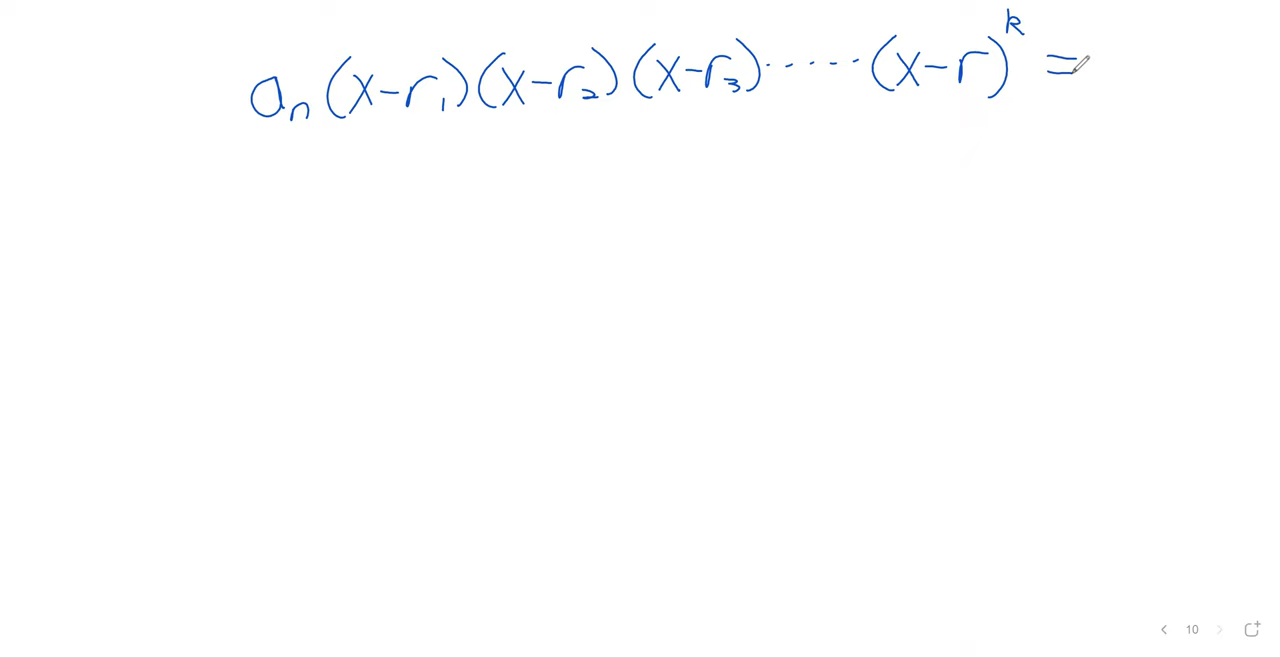 aₙ(x-r₁)(x-r₂)(x-r₃)·····(x-r)ᵏ =
< 10 >